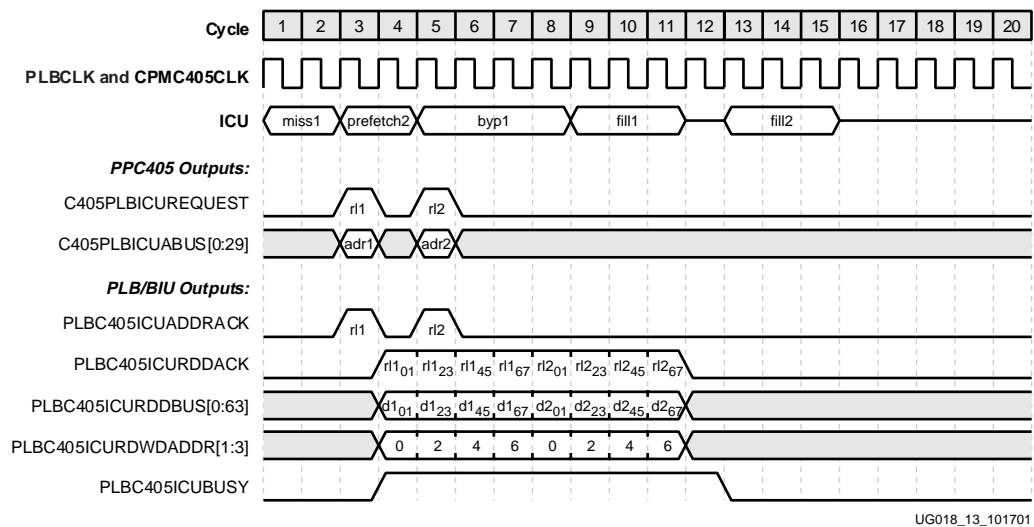 Cycle 1 2 3 4 5 6 7 8 9 10 11 12 13 14 15 16 17 18 19 20
PLBCLK and CPMC405CLK
ICU miss1 prefetch2 byp1 fill1 fill2
PPC405 Outputs:
C405PLBICUREQUEST rl1 rl2
C405PLBICUABUS[0:29] adr1 adr2
PLB/BIU Outputs:
PLBC405ICUADDRACK rl1 rl2
PLBC405ICURDDACK rl1₀₁ rl1₂₃ rl1₄₅ rl1₆₇ rl2₀₁ rl2₂₃ rl2₄₅ rl2₆₇
PLBC405ICURDDBUS[0:63] d1₀₁ d1₂₃ d1₄₅ d1₆₇ d2₀₁ d2₂₃ d2₄₅ d2₆₇
PLBC405ICURDWDADDR[1:3] 0 2 4 6 0 2 4 6
PLBC405ICUBUSY
UG018_13_101701